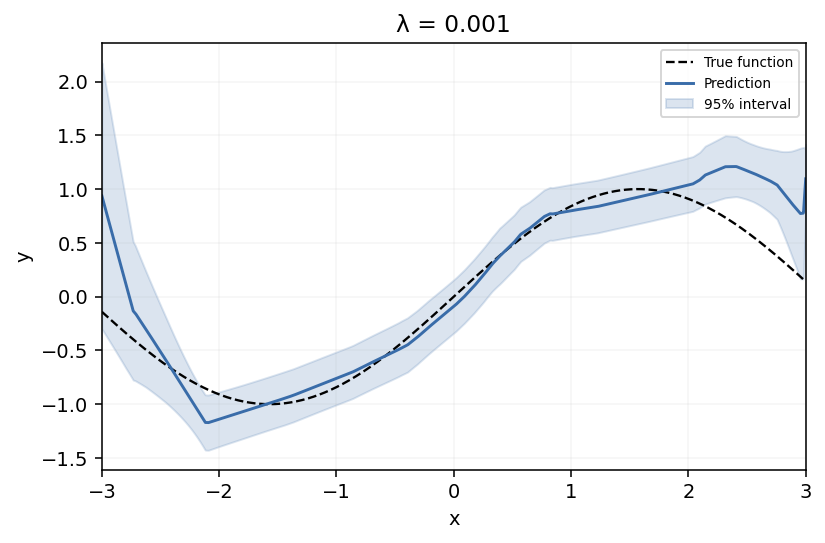 λ = 0.001
True function
Prediction
95% interval
y
2.0
1.5
1.0
0.5
0.0
−0.5
−1.0
−1.5
−3
−2
−1
0
1
2
3
x